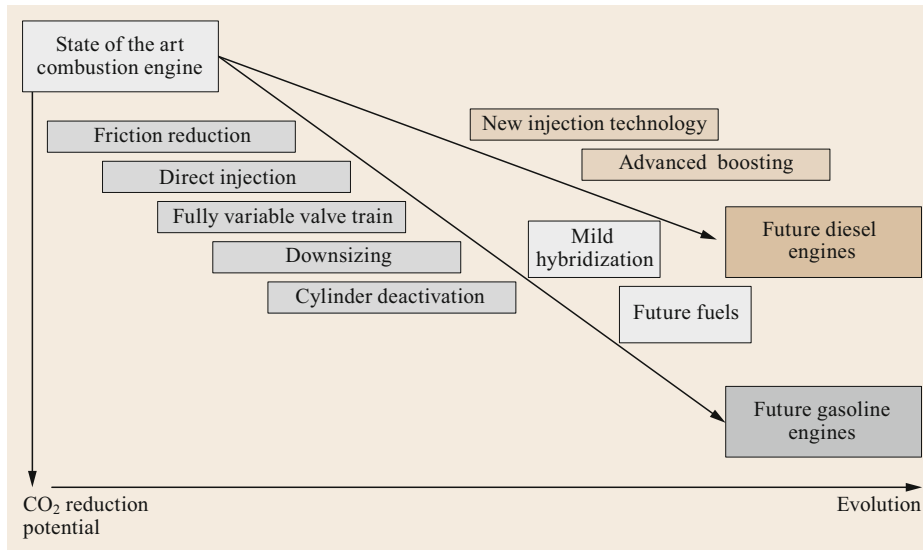 State of the art
combustion engine
Friction reduction
Direct injection
Fully variable valve train
Downsizing
Cylinder deactivation
New injection technology
Advanced boosting
Mild
hybridization
Future fuels
Future diesel
engines
Future gasoline
engines
CO₂ reduction
potential
Evolution